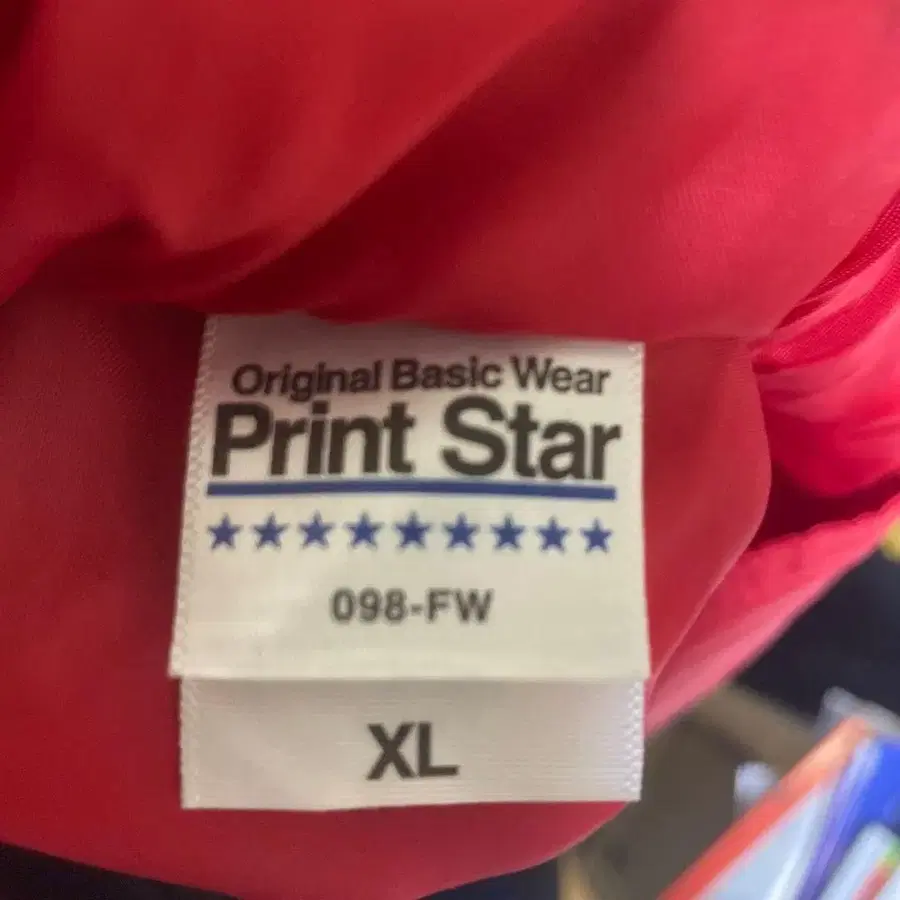 Original Basic Wear
Print Star
★★★★★★★★★
098-FW
XL